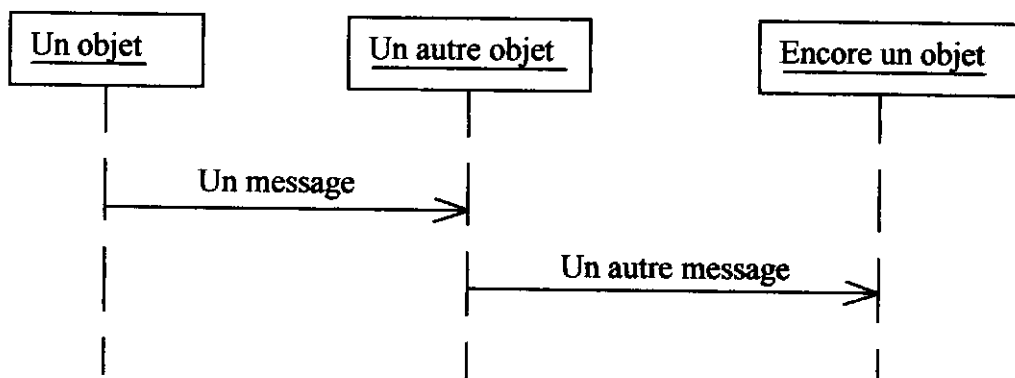 Un objet
Un autre objet
Encore un objet
Un message
Un autre message